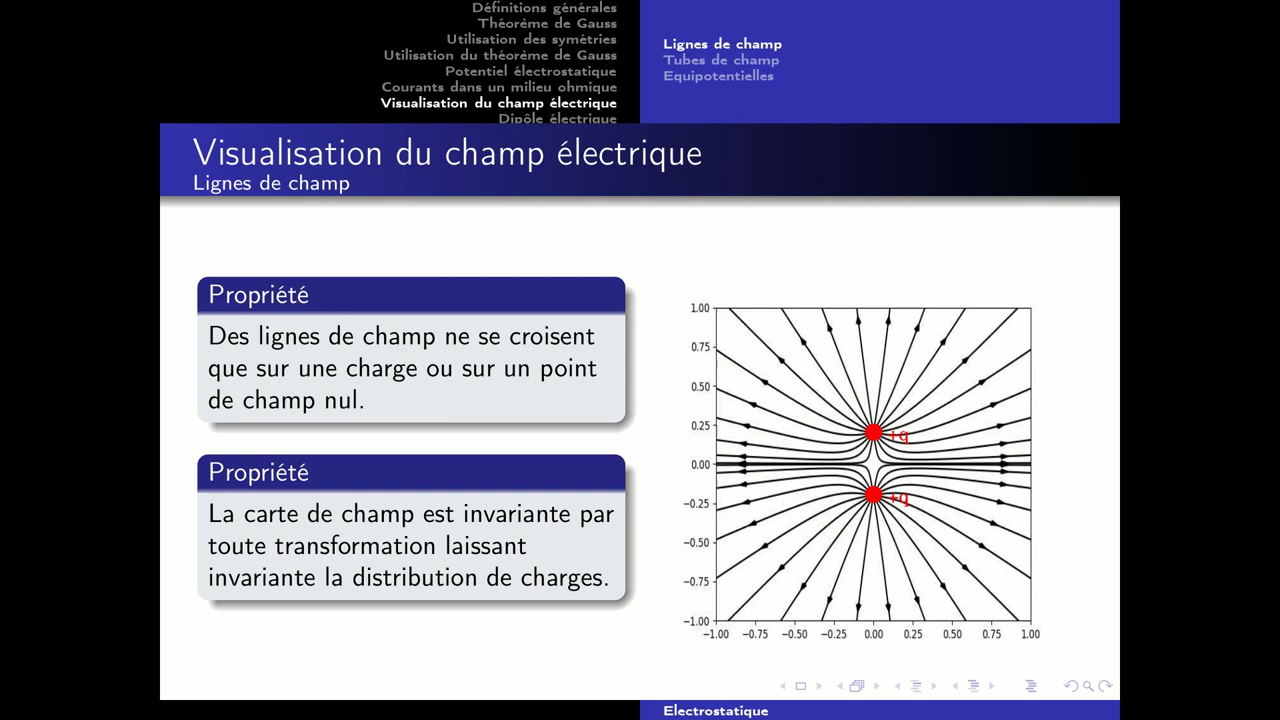 Définitions générales
Théorème de Gauss
Utilisation des symétries
Utilisation du théorème de Gauss
Potentiel électrostatique
Courants dans un milieu ohmique
Visualisation du champ électrique
Dipôle électrique
Lignes de champ
Tubes de champ
Equipotentielles
Visualisation du champ électrique
Lignes de champ
Propriété
Des lignes de champ ne se croisent
que sur une charge ou sur un point
de champ nul.
Propriété
La carte de champ est invariante par
toute transformation laissant
invariante la distribution de charges.
1.00
0.75
0.50
0.25
0.00
−0.25
−0.50
−0.75
−1.00
+q
+q
−1.00 −0.75 −0.50 −0.25 0.00 0.25 0.50 0.75 1.00
Electrostatique